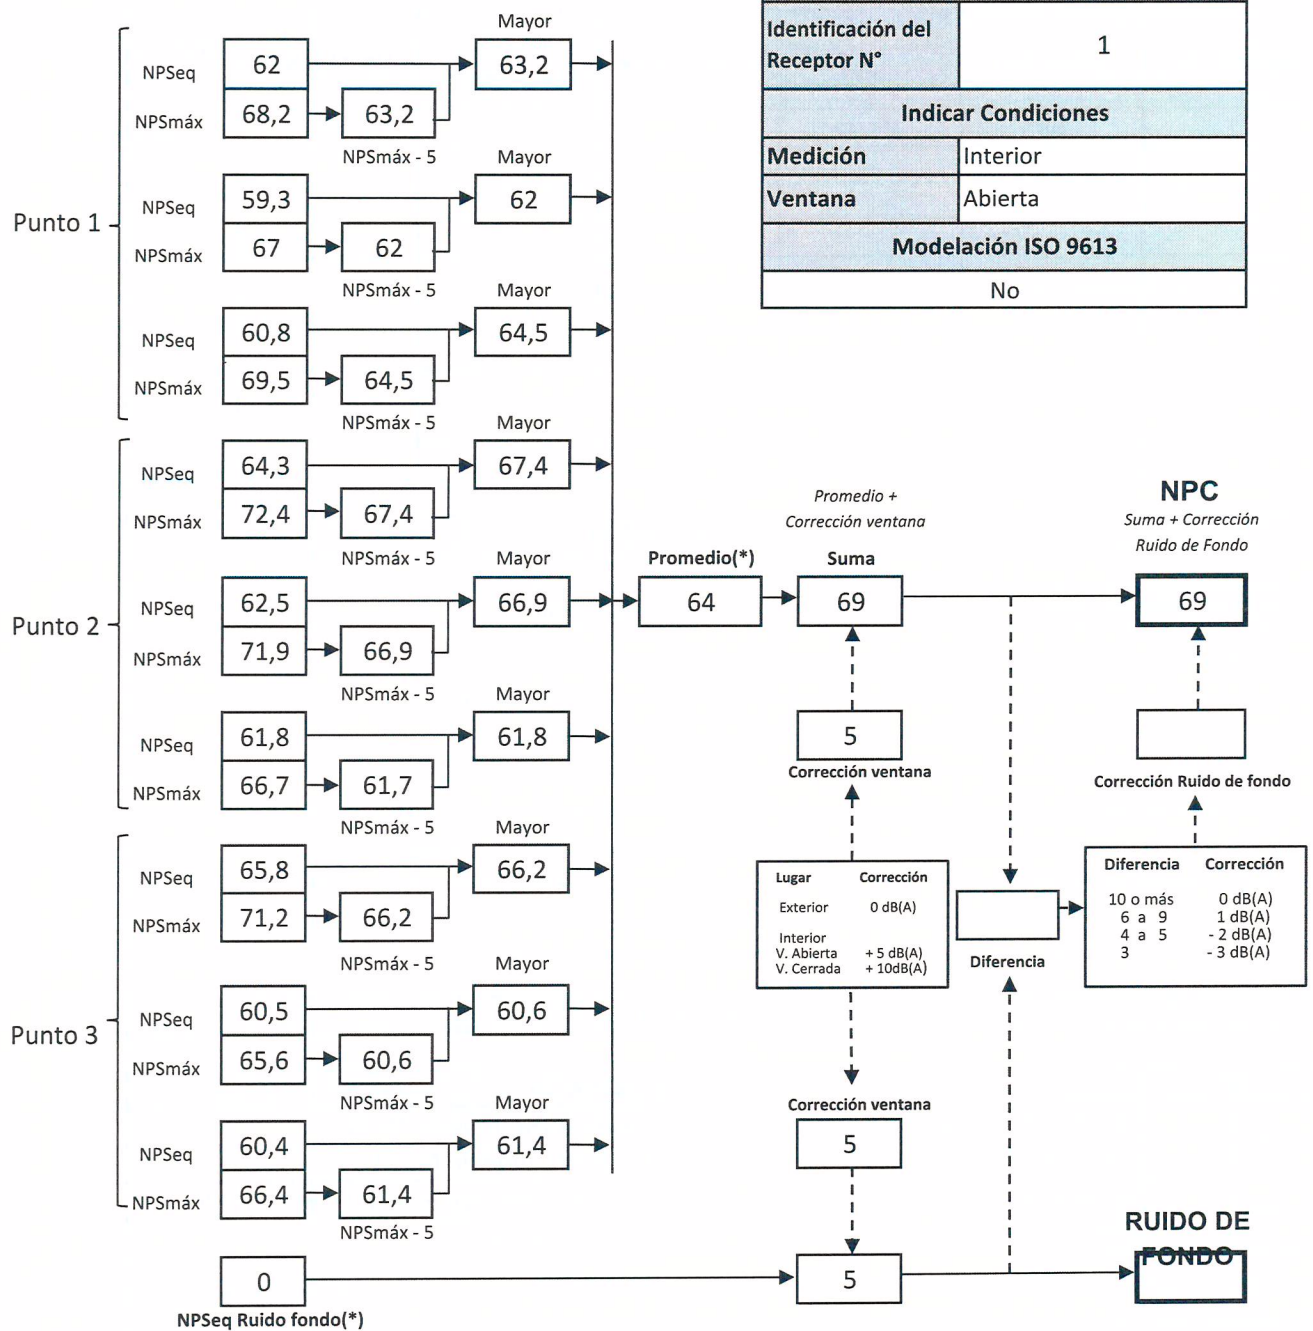 Identificación del Receptor N° 1
Indicar Condiciones
Medición Interior
Ventana Abierta
Modelación ISO 9613
No
Punto 1
Mayor
NPSeq 62 63,2
NPSmáx 68,2 63,2
NPSmáx - 5
Mayor
NPSeq 59,3 62
NPSmáx 67 62
NPSmáx - 5
Mayor
NPSeq 60,8 64,5
NPSmáx 69,5 64,5
NPSmáx - 5
Punto 2
Mayor
NPSeq 64,3 67,4
NPSmáx 72,4 67,4
NPSmáx - 5
Mayor
NPSeq 62,5 66,9
NPSmáx 71,9 66,9
NPSmáx - 5
Mayor
NPSeq 61,8 61,8
NPSmáx 66,7 61,7
NPSmáx - 5
Punto 3
Mayor
NPSeq 65,8 66,2
NPSmáx 71,2 66,2
NPSmáx - 5
Mayor
NPSeq 60,5 60,6
NPSmáx 65,6 60,6
NPSmáx - 5
Mayor
NPSeq 60,4 61,4
NPSmáx 66,4 61,4
NPSmáx - 5
0
NPSeq Ruido fondo(*)
Promedio(*)
64
Promedio +
Corrección ventana
Suma
69
5
Corrección ventana
Lugar Corrección
Exterior 0 dB(A)
Interior
V. Abierta + 5 dB(A)
V. Cerrada + 10dB(A)
Corrección ventana
5
5
Diferencia
NPC
Suma + Corrección
Ruido de Fondo
69
Corrección Ruido de fondo
Diferencia Corrección
10 o más 0 dB(A)
6 a 9 1 dB(A)
4 a 5 - 2 dB(A)
3 - 3 dB(A)
RUIDO DE
FONDO